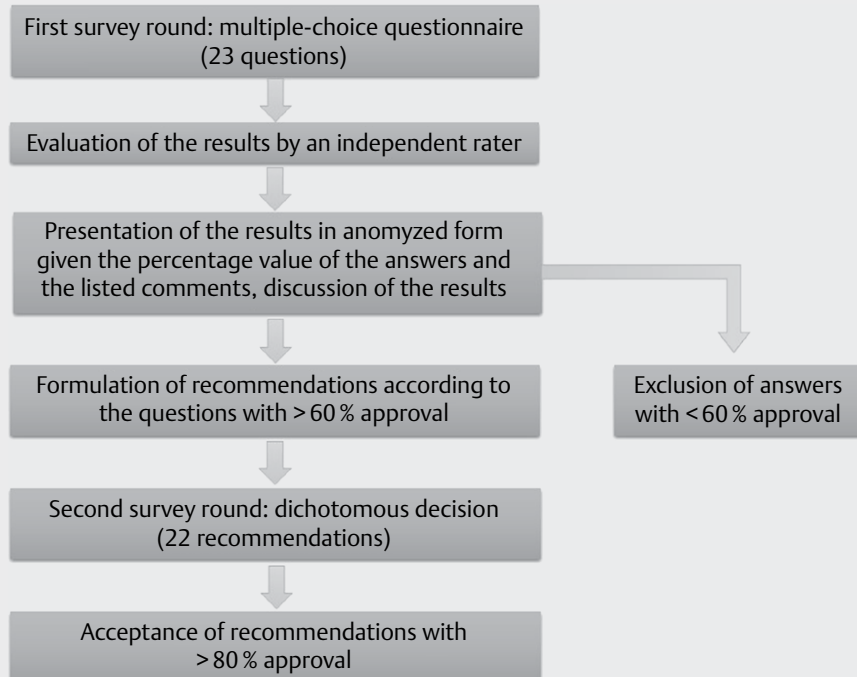 First survey round: multiple-choice questionnaire
(23 questions)
Evaluation of the results by an independent rater
Presentation of the results in anomyzed form
given the percentage value of the answers and
the listed comments, discussion of the results
Formulation of recommendations according to
the questions with > 60 % approval
Exclusion of answers
with < 60 % approval
Second survey round: dichotomous decision
(22 recommendations)
Acceptance of recommendations with
> 80 % approval